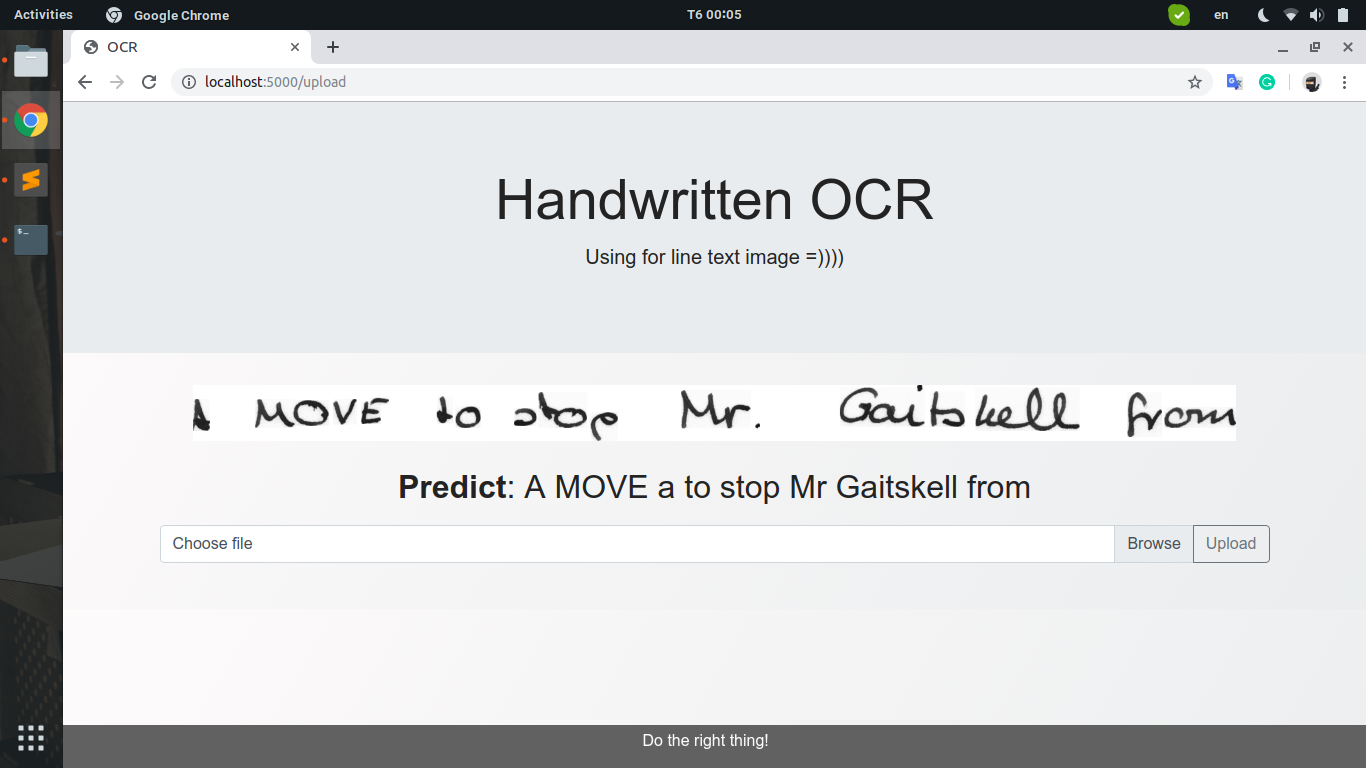 Activities Google Chrome T6 00:05 en
OCR
localhost:5000/upload
Handwritten OCR
Using for line text image =))))
A MOVE to stop Mr. Gaitskell from
Predict: A MOVE a to stop Mr Gaitskell from
Choose file Browse Upload
Do the right thing!